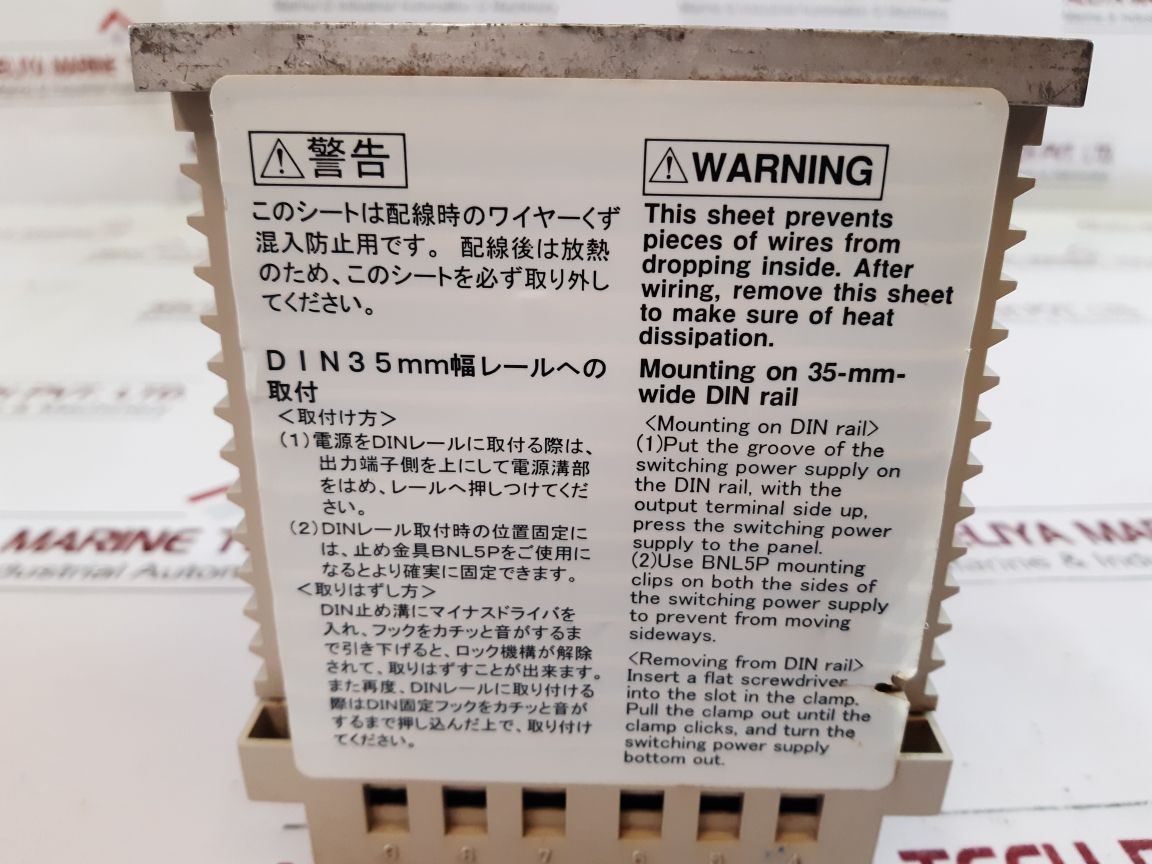 警告
このシートは配線時のワイヤーくず
混入防止用です。 配線後は放熱
のため、このシートを必ず取り外し
てください。
DIN35mm幅レールへの
取付
<取付け方>
(1)電源をDINレールに取付る際は、
出力端子側を上にして電源溝部
をはめ、レールへ押しつけてくだ
さい。
(2)DINレール取付時の位置固定に
は、止め金具BNL5Pをご使用に
なるとより確実に固定できます。
<取りはずし方>
DIN止め溝にマイナスドライバを
入れ、フックをカチッと音がするま
で引き下げると、ロック機構が解除
されて、取りはずすことが出来ます。
また再度、DINレールに取り付ける
際はDIN固定フックをカチッと音が
するまで押し込んだ上で、取り付け
てください。
WARNING
This sheet prevents
pieces of wires from
dropping inside. After
wiring, remove this sheet
to make sure of heat
dissipation.
Mounting on 35-mm-
wide DIN rail
<Mounting on DIN rail>
(1)Put the groove of the
switching power supply on
the DIN rail, with the
output terminal side up,
press the switching power
supply to the panel.
(2)Use BNL5P mounting
clips on both the sides of
the switching power supply
to prevent from moving
sideways.
<Removing from DIN rail>
Insert a flat screwdriver
into the slot in the clamp.
Pull the clamp out until the
clamp clicks, and turn the
switching power supply
bottom out.